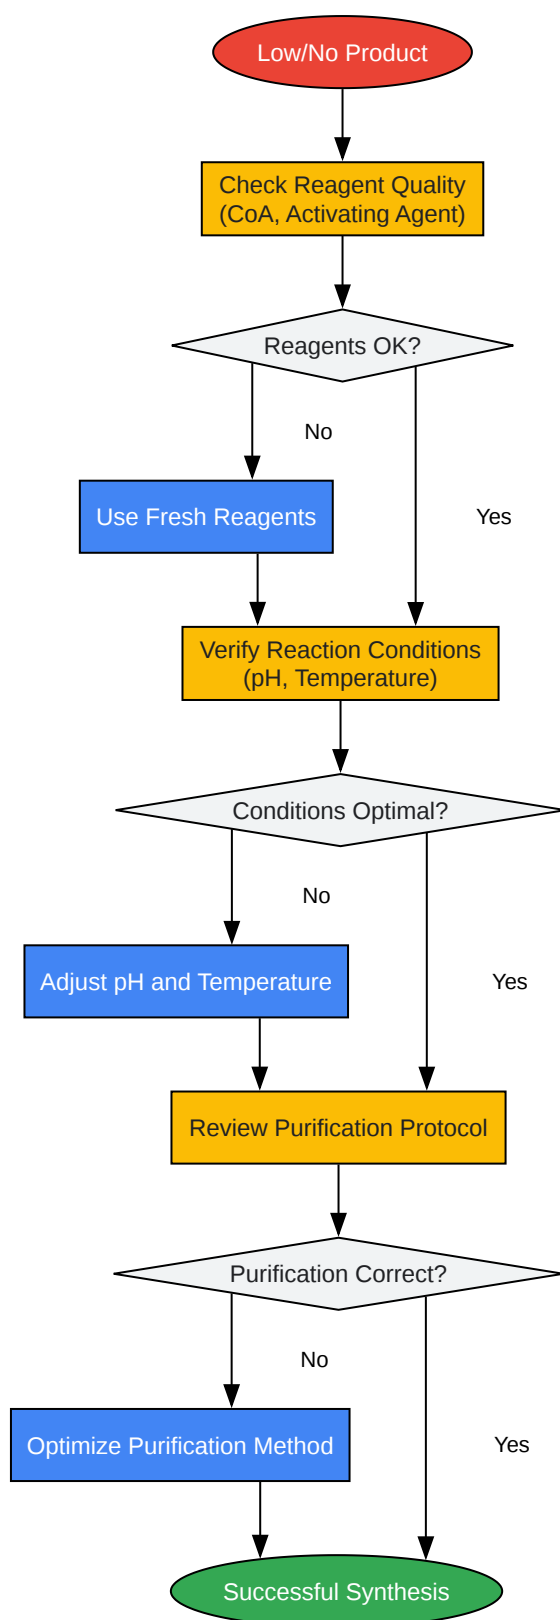 Low/No Product
Check Reagent Quality
(CoA, Activating Agent)
Reagents OK?
No
Use Fresh Reagents
Yes
Verify Reaction Conditions
(pH, Temperature)
Conditions Optimal?
No
Adjust pH and Temperature
Yes
Review Purification Protocol
Purification Correct?
No
Optimize Purification Method
Yes
Successful Synthesis